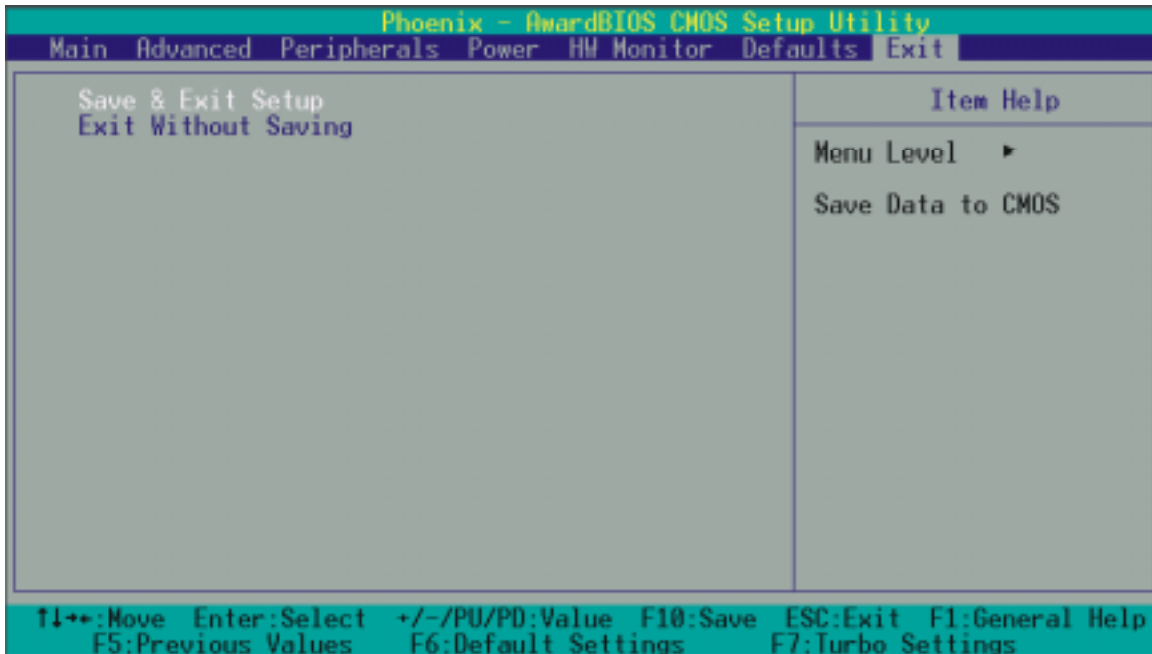 Phoenix - AwardBIOS CMOS Setup Utility
Main Advanced Peripherals Power HW Monitor Defaults Exit
Save & Exit Setup
Exit Without Saving
Item Help
Menu Level ►
Save Data to CMOS
↑↓→←:Move Enter:Select +/-/PU/PD:Value F10:Save ESC:Exit F1:General Help
F5:Previous Values F6:Default Settings F7:Turbo Settings